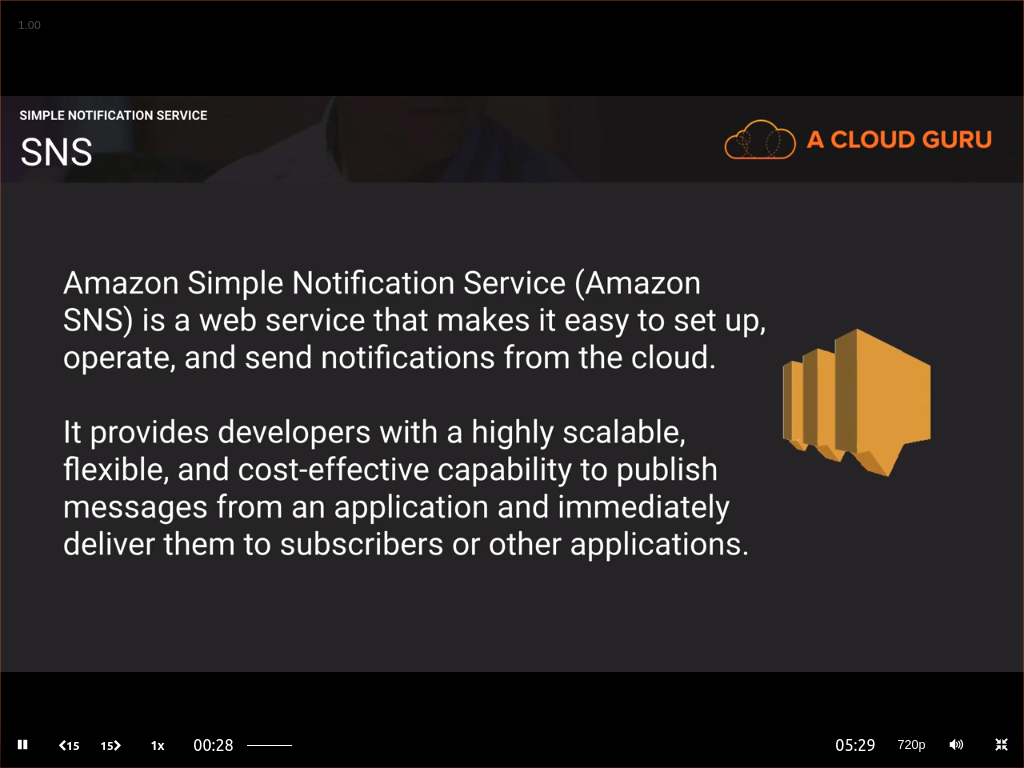 1.00
SIMPLE NOTIFICATION SERVICE
SNS
A CLOUD GURU
Amazon Simple Notification Service (Amazon
SNS) is a web service that makes it easy to set up,
operate, and send notifications from the cloud.
It provides developers with a highly scalable,
flexible, and cost-effective capability to publish
messages from an application and immediately
deliver them to subscribers or other applications.
15 15 1x 00:28 05:29 720p